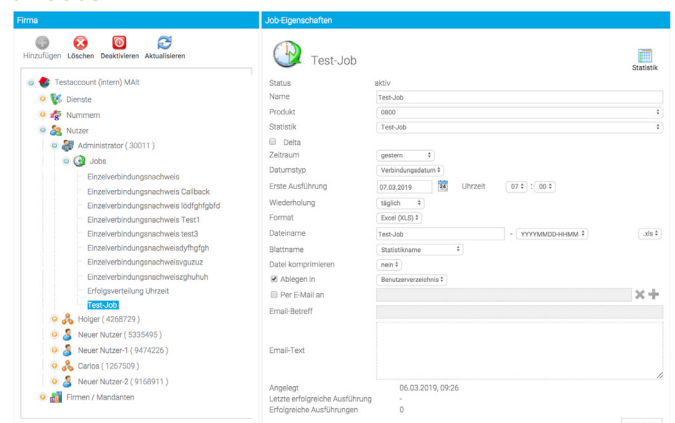 Firma
Hinzufügen Löschen Deaktivieren Aktualisieren
Testaccount (intern) MAlt
Dienste
Nummern
Nutzer
Administrator ( 30011 )
Jobs
Einzelverbindungsnachweis
Einzelverbindungsnachweis Callback
Einzelverbindungsnachweis lödfghfgbfd
Einzelverbindungsnachweis Test1
Einzelverbindungsnachweis test3
Einzelverbindungsnachweisdyfhgfgh
Einzelverbindungsnachweisvguzuz
Einzelverbindungsnachweiszghuhuh
Erfolgsverteilung Uhrzeit
Test-Job
Holger ( 4268729 )
Neuer Nutzer ( 5335495 )
Neuer Nutzer-1 ( 9474226 )
Carlos ( 1267509 )
Neuer Nutzer-2 ( 9168911 )
Firmen / Mandanten
Job-Eigenschaften
Test-Job
Statistik
Status aktiv
Name Test-Job
Produkt 0800
Statistik Test-Job
Delta
Zeitraum gestern
Datumstyp Verbindungsdatum
Erste Ausführung 07.03.2019 24 Uhrzeit 07 : 00
Wiederholung täglich
Format Excel (XLS)
Dateiname Test-Job - YYYYMMDD-HHMM .xls
Blattname Statistikname
Datei komprimieren nein
Ablegen in Benutzerverzeichnis
Per E-Mail an
Email-Betreff
Email-Text
Angelegt 06.03.2019, 09:26
Letzte erfolgreiche Ausführung -
Erfolgreiche Ausführungen 0